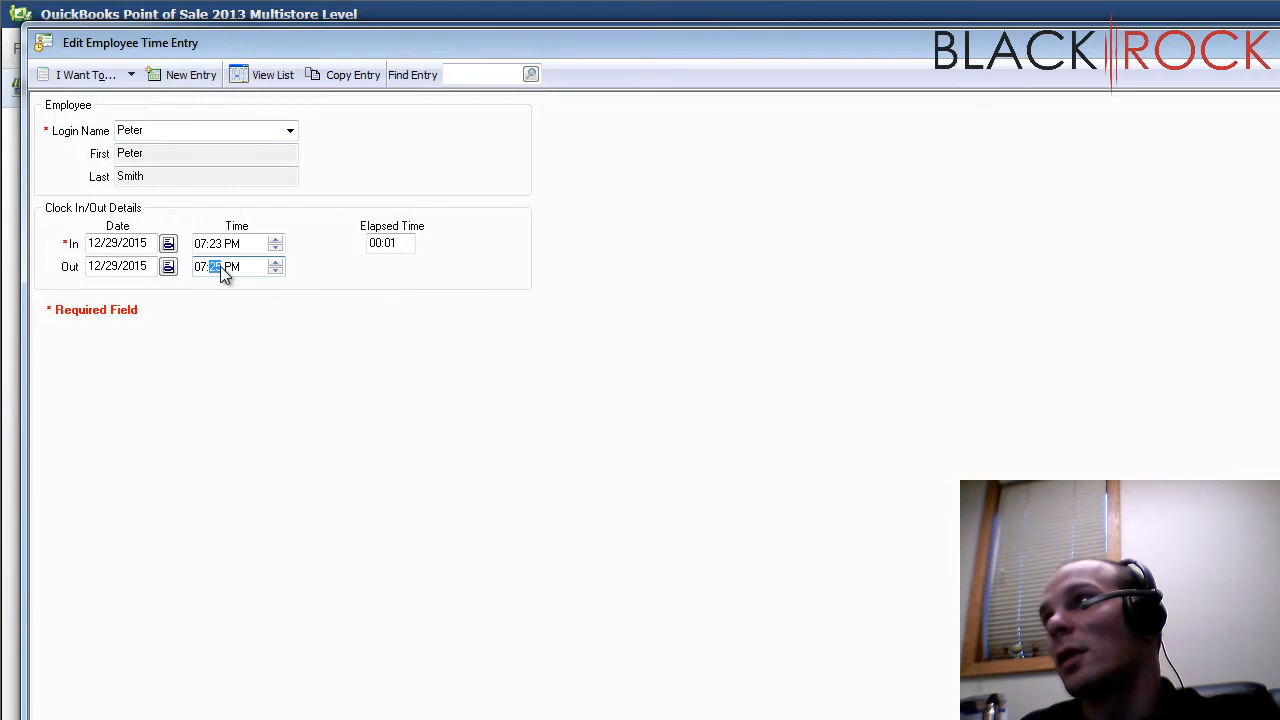 QuickBooks Point of Sale 2013 Multistore Level
Edit Employee Time Entry
BLACK ROCK
I Want To... New Entry View List Copy Entry Find Entry
Employee
* Login Name Peter
First Peter
Last Smith
Clock In/Out Details
Date Time Elapsed Time
* In 12/29/2015 07:23 PM 00:01
Out 12/29/2015 07:25 PM
* Required Field